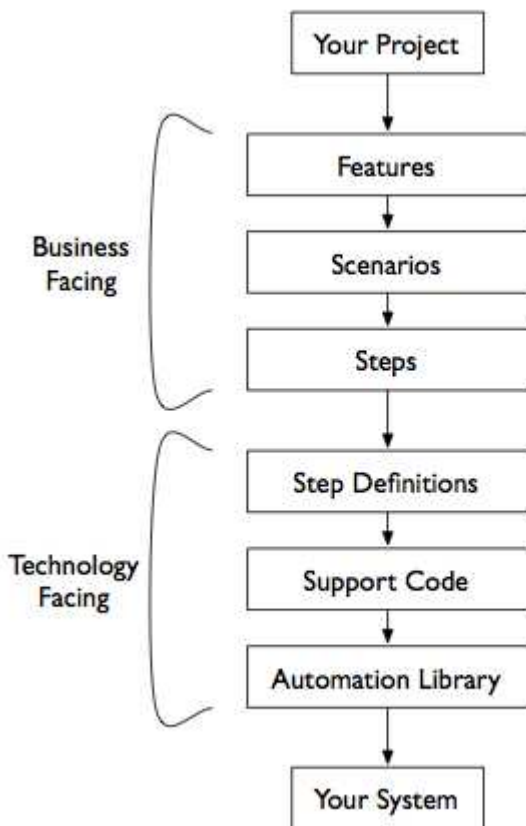 Your Project
Features
Business
Facing
Scenarios
Steps
Step Definitions
Technology
Facing
Support Code
Automation Library
Your System